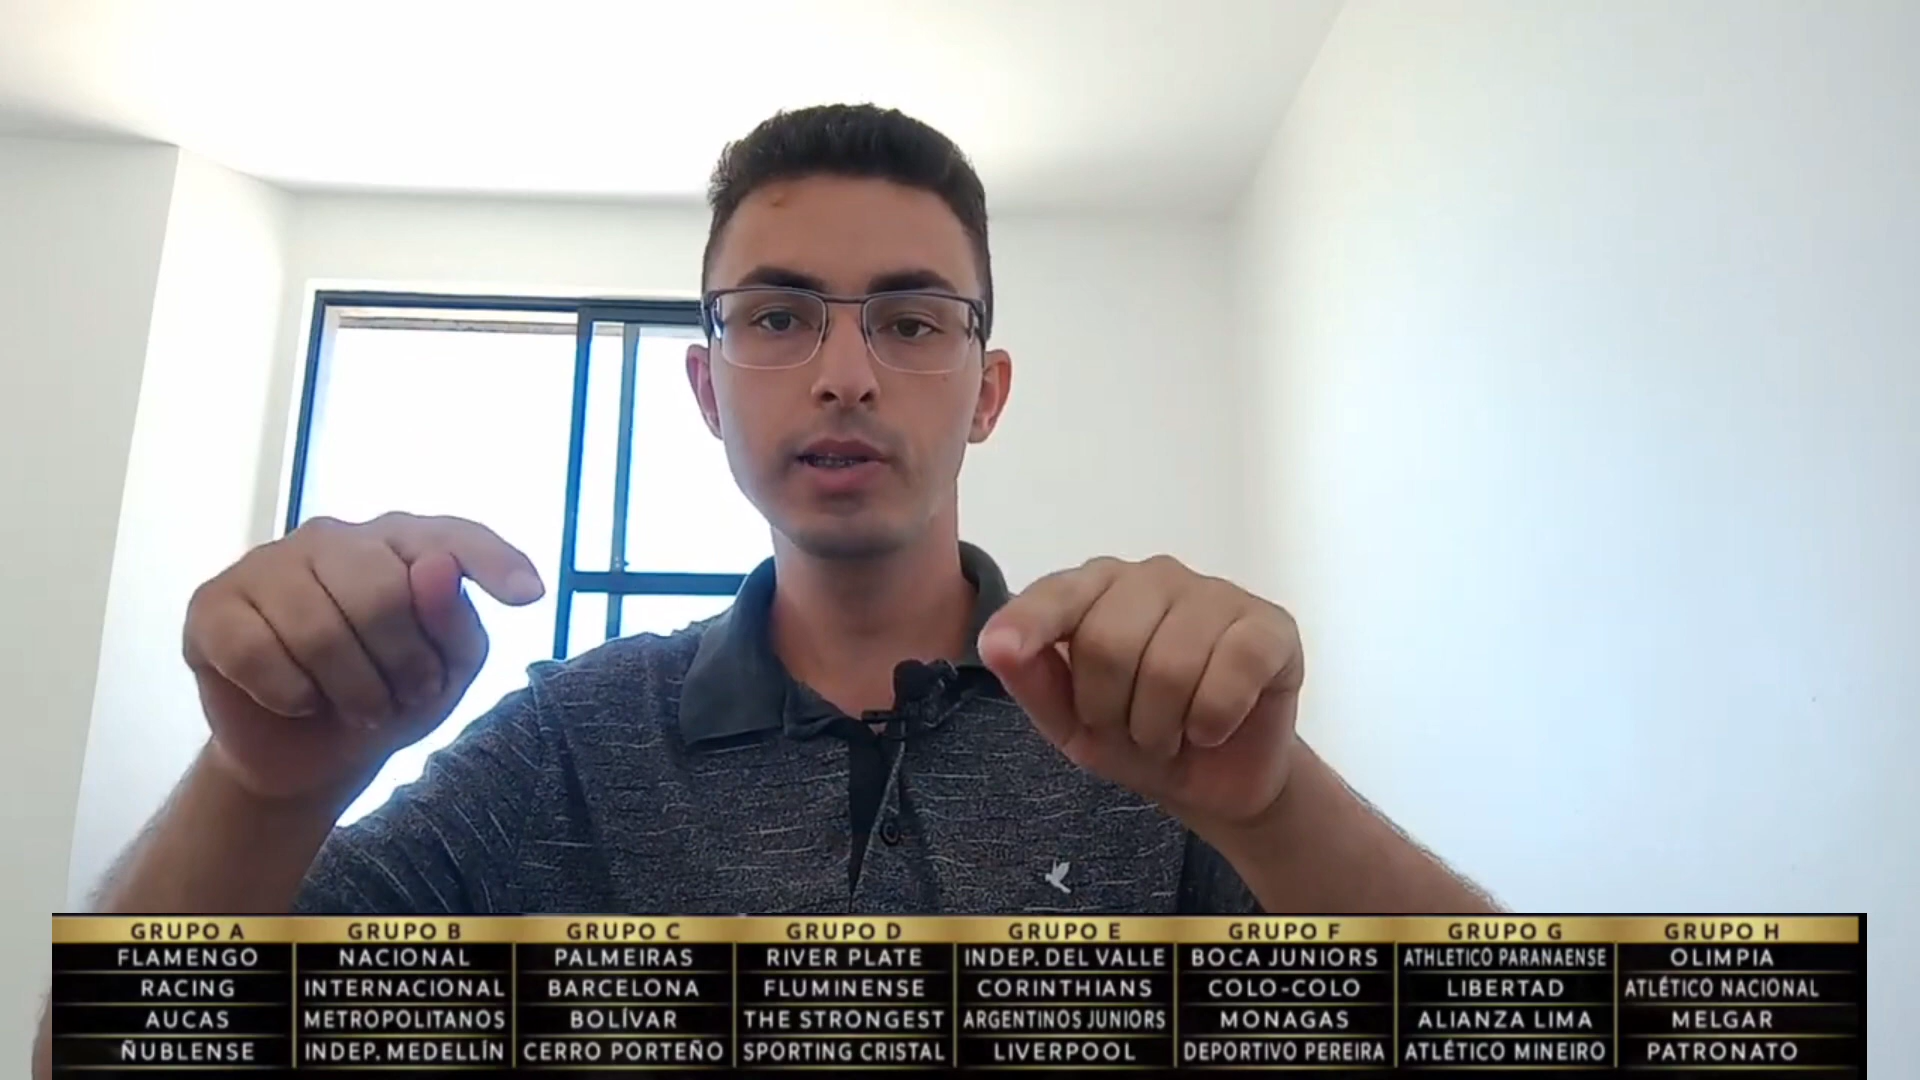 GRUPO A GRUPO B GRUPO C GRUPO D GRUPO E GRUPO F GRUPO G GRUPO H
FLAMENGO NACIONAL PALMEIRAS RIVER PLATE INDEP. DEL VALLE BOCA JUNIORS ATHLETICO PARANAENSE OLIMPIA
RACING INTERNACIONAL BARCELONA FLUMINENSE CORINTHIANS COLO-COLO LIBERTAD ATLÉTICO NACIONAL
AUCAS METROPOLITANOS BOLÍVAR THE STRONGEST ARGENTINOS JUNIORS MONAGAS ALIANZA LIMA MELGAR
ÑUBLENSE INDEP. MEDELLÍN CERRO PORTEÑO SPORTING CRISTAL LIVERPOOL DEPORTIVO PEREIRA ATLÉTICO MINEIRO PATRONATO